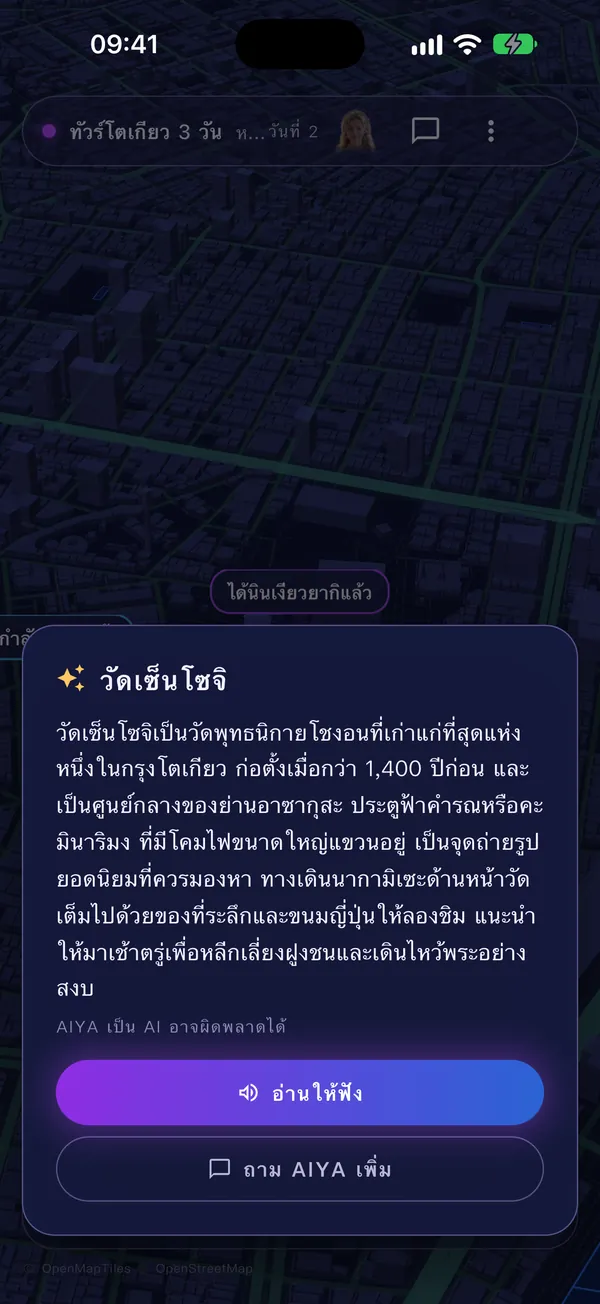 09:41
ทัวร์โตเกียว 3 วัน ห... วันที่ 2
ได้นินเงียวยากิแล้ว
วัดเซ็นโซจิ
วัดเซ็นโซจิเป็นวัดพุทธนิกายโชงอนที่เก่าแก่ที่สุดแห่ง
หนึ่งในกรุงโตเกียว ก่อตั้งเมื่อกว่า 1,400 ปีก่อน และ
เป็นศูนย์กลางของย่านอาซากุสะ ประตูฟ้าคำรณหรือคะ
มินาริมง ที่มีโคมไฟขนาดใหญ่แขวนอยู่ เป็นจุดถ่ายรูป
ยอดนิยมที่ควรมองหา ทางเดินนากามิเซะด้านหน้าวัด
เต็มไปด้วยของที่ระลึกและขนมญี่ปุ่นให้ลองชิม แนะนำ
ให้มาเช้าตรู่เพื่อหลีกเลี่ยงฝูงชนและเดินไหว้พระอย่าง
สงบ
AIYA เป็น AI อาจผิดพลาดได้
อ่านให้ฟัง
ถาม AIYA เพิ่ม
OpenMapTiles OpenStreetMap